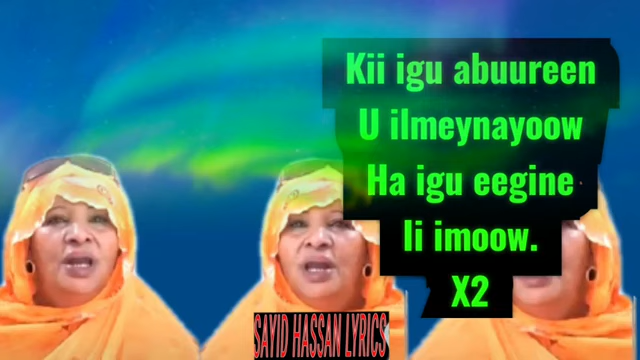 Kii igu abuureen
U ilmeynayoow
Ha igu eegine
Ii imoow.
X2
SAYID HASSAN LYRICS